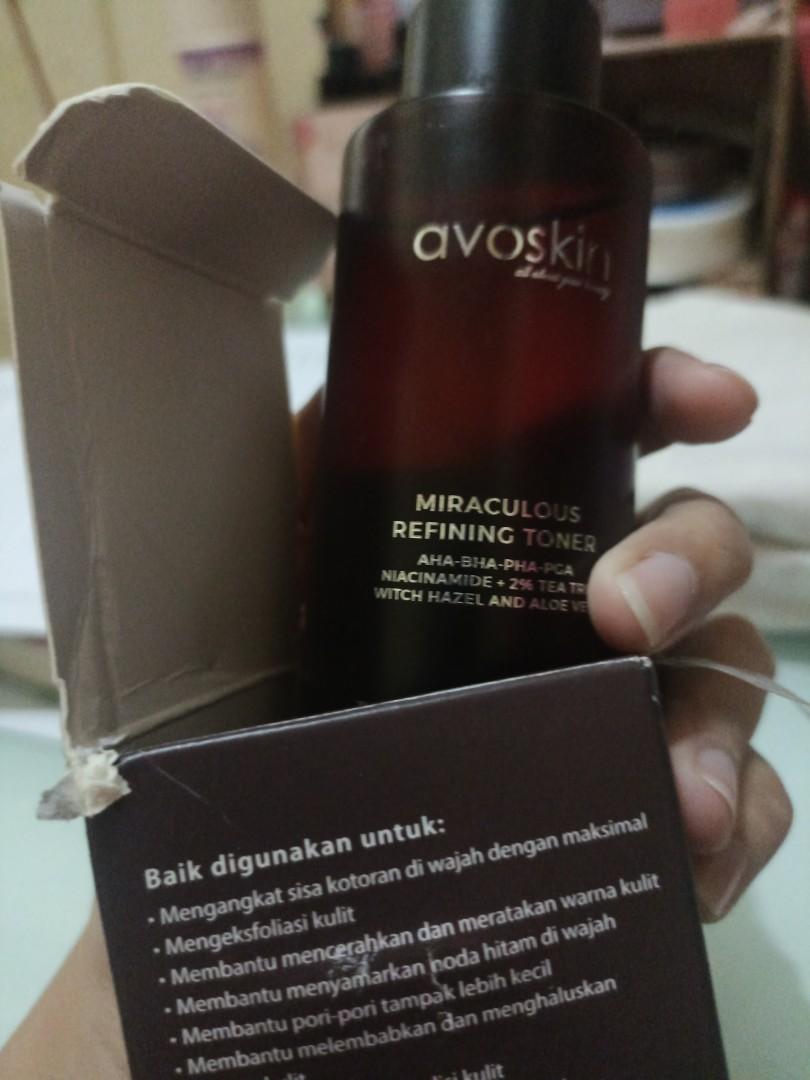 avoskin
MIRACULOUS
REFINING TONER
AHA-BHA-PHA-PGA
NIACINAMIDE + 2% TEA
WITCH HAZEL AND ALOE
Baik digunakan untuk:
• Mengangkat sisa kotoran di wajah dengan maksimal
• Mengeksfoliasi kulit
• Membantu mencerahkan dan meratakan warna kulit
• Membantu menyamarkan noda hitam di wajah
• Membantu pori-pori tampak lebih kecil
• Membantu melembabkan dan menghaluskan
kulit